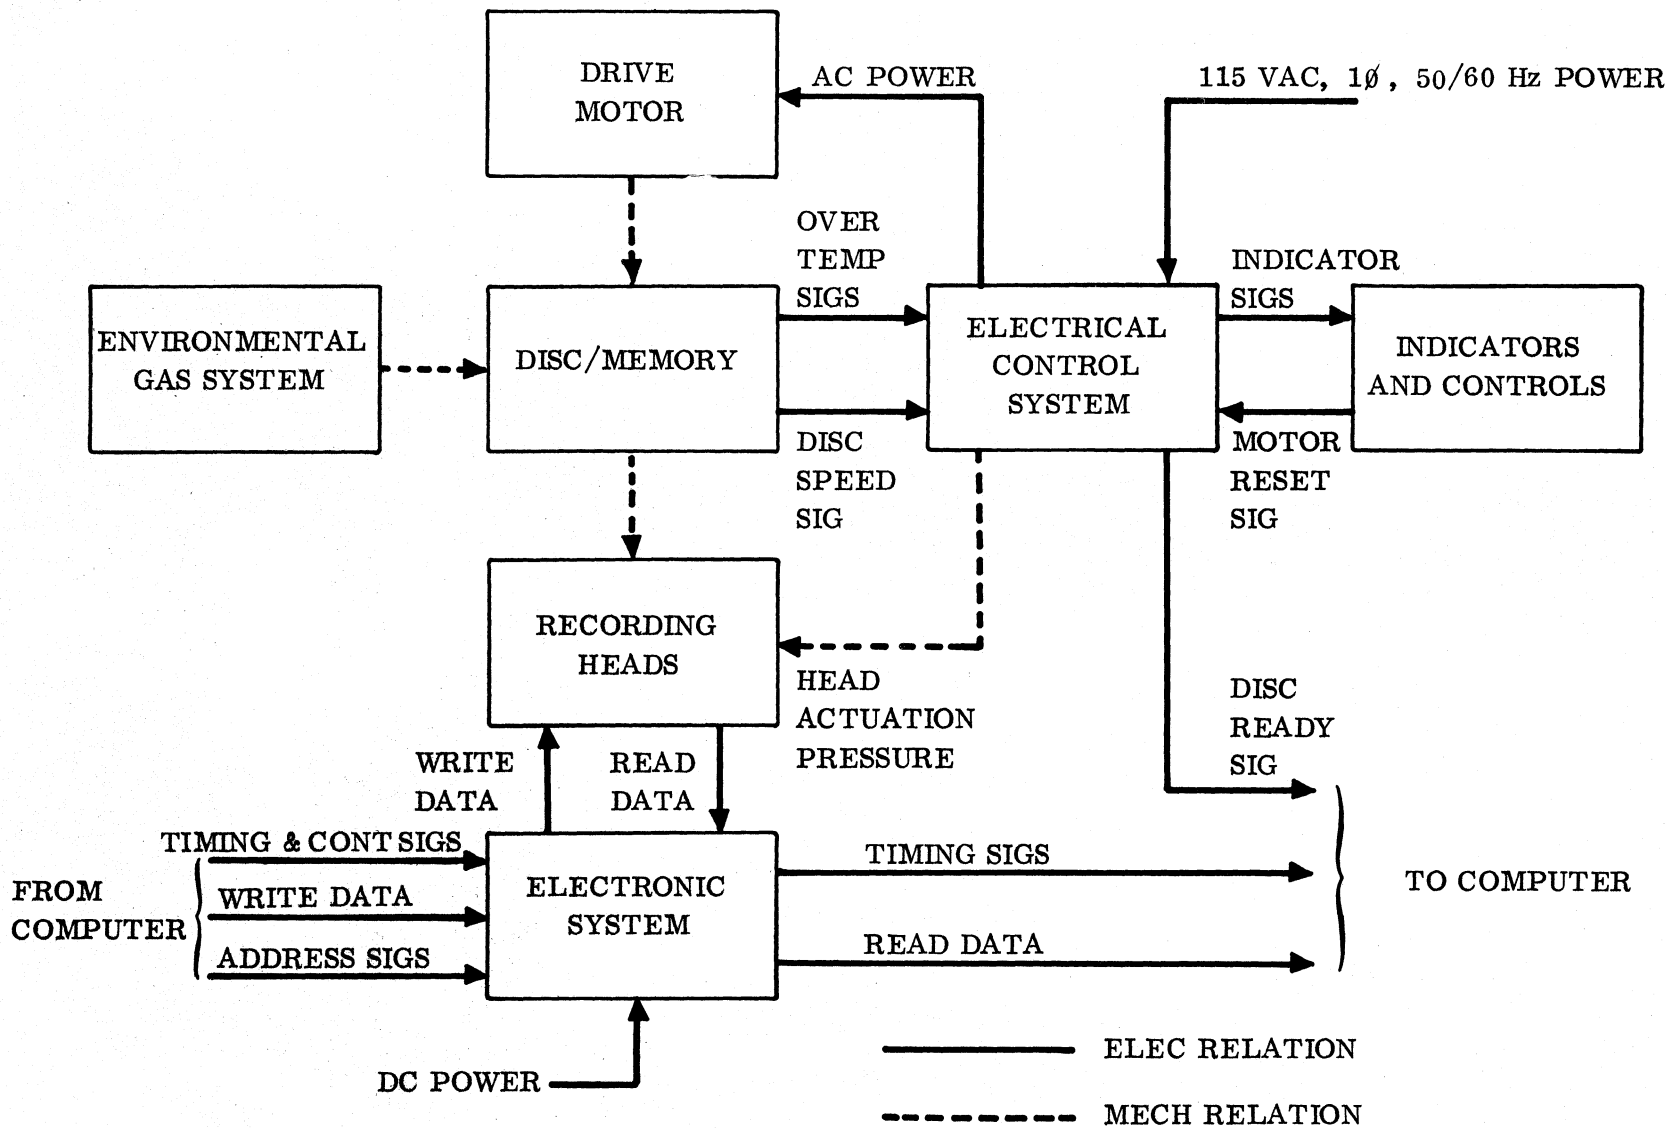 DRIVE
MOTOR
AC POWER
115 VAC, 1Ø, 50/60 Hz POWER
OVER
TEMP
SIGS
INDICATOR
SIGS
ENVIRONMENTAL
GAS SYSTEM
DISC/MEMORY
ELECTRICAL
CONTROL
SYSTEM
INDICATORS
AND CONTROLS
DISC
SPEED
SIG
MOTOR
RESET
SIG
RECORDING
HEADS
HEAD
ACTUATION
PRESSURE
DISC
READY
SIG
WRITE
DATA
READ
DATA
TIMING & CONT SIGS
FROM
COMPUTER
WRITE DATA
ADDRESS SIGS
ELECTRONIC
SYSTEM
TIMING SIGS
READ DATA
TO COMPUTER
DC POWER
ELEC RELATION
MECH RELATION